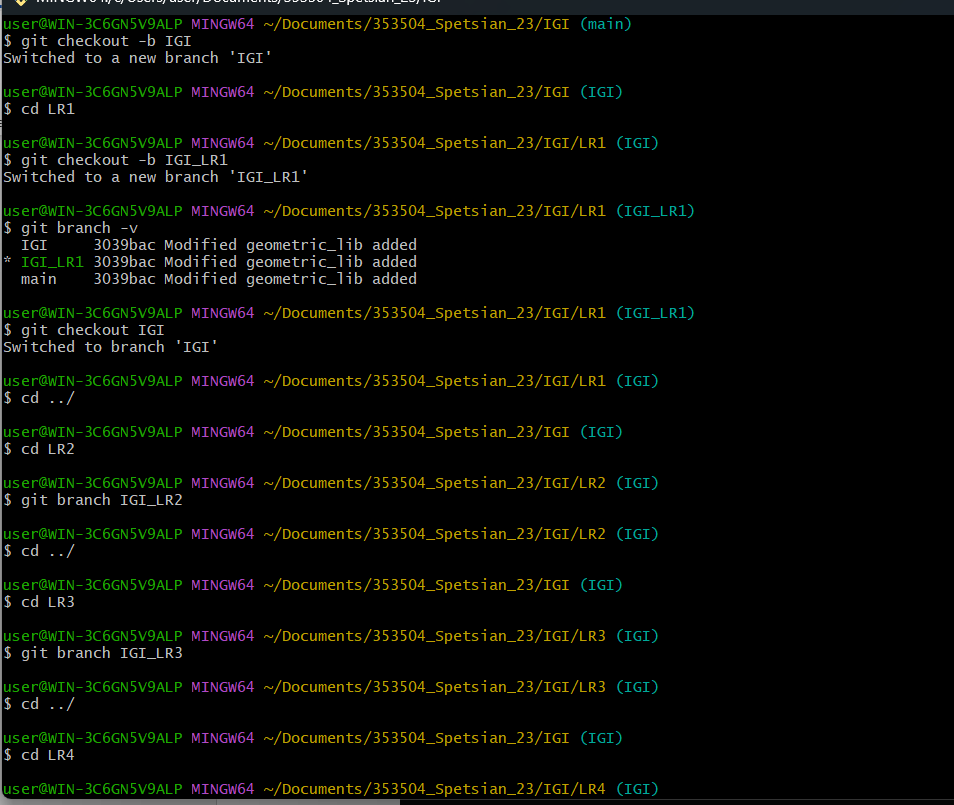 user@WIN-3C6GN5V9ALP MINGW64 ~/Documents/353504_Spetsian_23/IGI (main)
$ git checkout -b IGI
Switched to a new branch 'IGI'

user@WIN-3C6GN5V9ALP MINGW64 ~/Documents/353504_Spetsian_23/IGI (IGI)
$ cd LR1

user@WIN-3C6GN5V9ALP MINGW64 ~/Documents/353504_Spetsian_23/IGI/LR1 (IGI)
$ git checkout -b IGI_LR1
Switched to a new branch 'IGI_LR1'

user@WIN-3C6GN5V9ALP MINGW64 ~/Documents/353504_Spetsian_23/IGI/LR1 (IGI_LR1)
$ git branch -v
  IGI     3039bac Modified geometric_lib added
* IGI_LR1 3039bac Modified geometric_lib added
  main    3039bac Modified geometric_lib added

user@WIN-3C6GN5V9ALP MINGW64 ~/Documents/353504_Spetsian_23/IGI/LR1 (IGI_LR1)
$ git checkout IGI
Switched to branch 'IGI'

user@WIN-3C6GN5V9ALP MINGW64 ~/Documents/353504_Spetsian_23/IGI/LR1 (IGI)
$ cd ../

user@WIN-3C6GN5V9ALP MINGW64 ~/Documents/353504_Spetsian_23/IGI (IGI)
$ cd LR2

user@WIN-3C6GN5V9ALP MINGW64 ~/Documents/353504_Spetsian_23/IGI/LR2 (IGI)
$ git branch IGI_LR2

user@WIN-3C6GN5V9ALP MINGW64 ~/Documents/353504_Spetsian_23/IGI/LR2 (IGI)
$ cd ../

user@WIN-3C6GN5V9ALP MINGW64 ~/Documents/353504_Spetsian_23/IGI (IGI)
$ cd LR3

user@WIN-3C6GN5V9ALP MINGW64 ~/Documents/353504_Spetsian_23/IGI/LR3 (IGI)
$ git branch IGI_LR3

user@WIN-3C6GN5V9ALP MINGW64 ~/Documents/353504_Spetsian_23/IGI/LR3 (IGI)
$ cd ../

user@WIN-3C6GN5V9ALP MINGW64 ~/Documents/353504_Spetsian_23/IGI (IGI)
$ cd LR4

user@WIN-3C6GN5V9ALP MINGW64 ~/Documents/353504_Spetsian_23/IGI/LR4 (IGI)